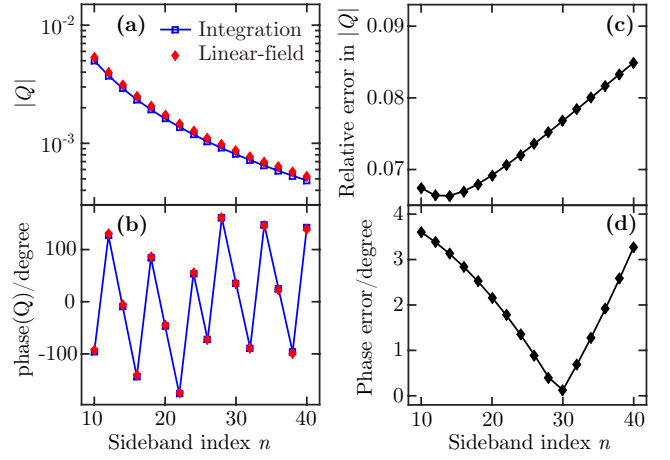 (a)
Integration
Linear-field
10^-2
10^-3
|Q|
(b)
100
0
-100
phase(Q)/degree
10 20 30 40
Sideband index n
(c)
0.09
0.08
0.07
Relative error in |Q|
(d)
4
3
2
1
0
Phase error/degree
10 20 30 40
Sideband index n